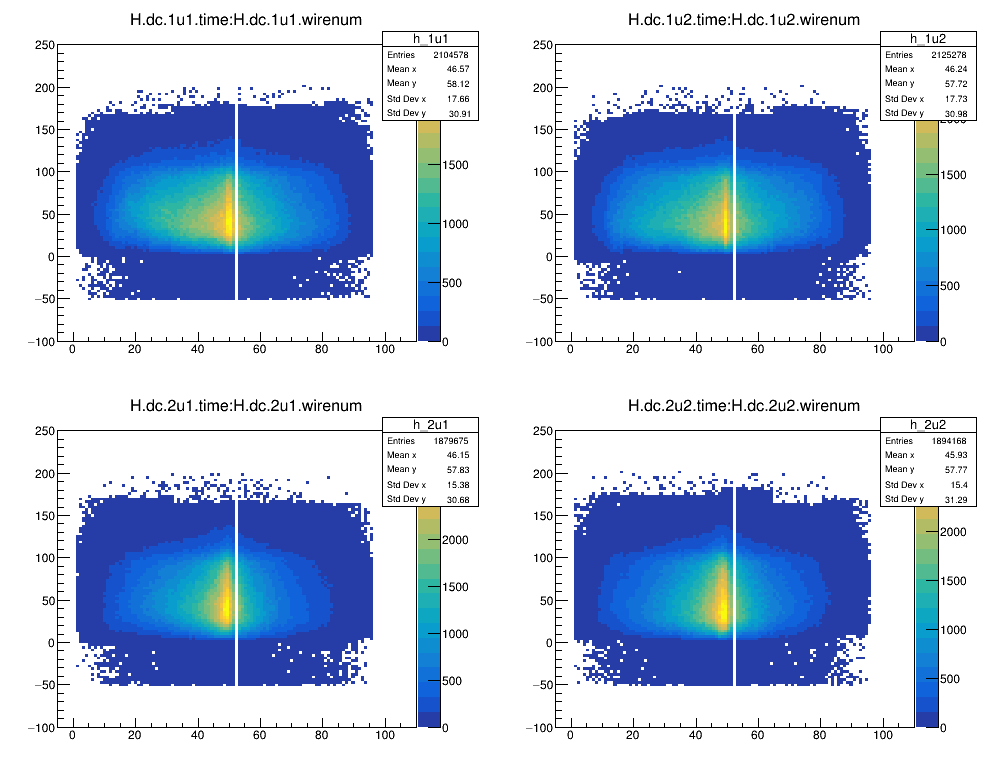 H.dc.1u1.time:H.dc.1u1.wirenum
h_1u1
Entries 2104578
Mean x 46.57
Mean y 58.12
Std Dev x 17.66
Std Dev y 30.91
250
200
150
100
50
0
−50
−100
0 20 40 60 80 100
1500
1000
500
0
H.dc.1u2.time:H.dc.1u2.wirenum
h_1u2
Entries 2125278
Mean x 46.24
Mean y 57.72
Std Dev x 17.73
Std Dev y 30.98
250
200
150
100
50
0
−50
−100
0 20 40 60 80 100
2000
1500
1000
500
0
H.dc.2u1.time:H.dc.2u1.wirenum
h_2u1
Entries 1879675
Mean x 46.15
Mean y 57.83
Std Dev x 15.38
Std Dev y 30.68
250
200
150
100
50
0
−50
−100
0 20 40 60 80 100
2000
1500
1000
500
0
H.dc.2u2.time:H.dc.2u2.wirenum
h_2u2
Entries 1894168
Mean x 45.93
Mean y 57.77
Std Dev x 15.4
Std Dev y 31.29
250
200
150
100
50
0
−50
−100
0 20 40 60 80 100
2000
1500
1000
500
0